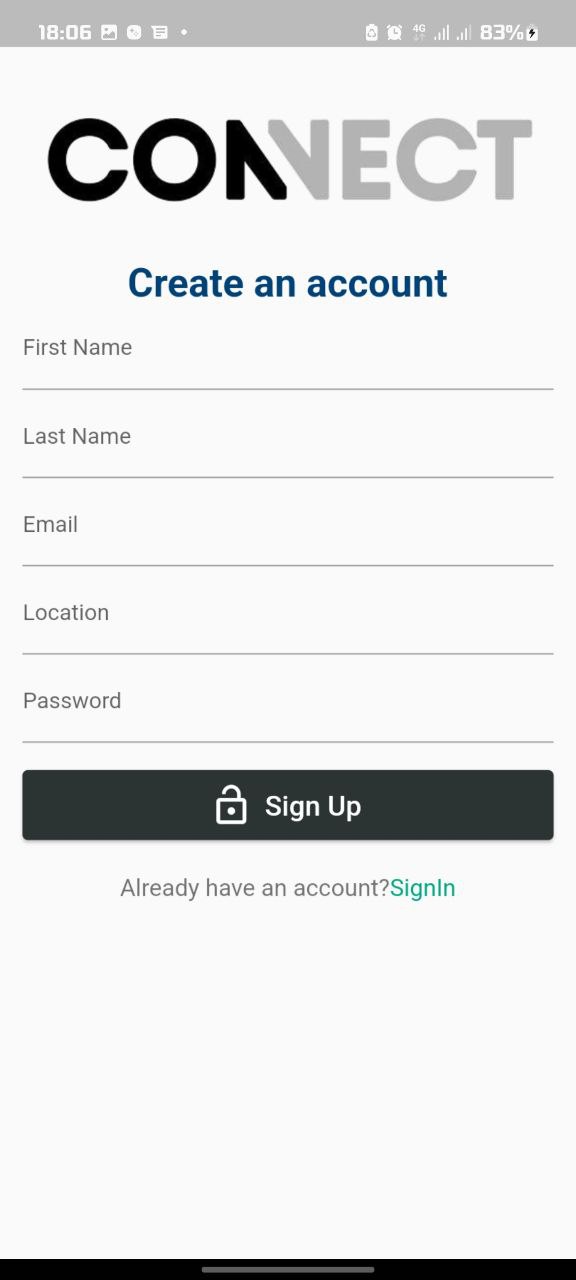 18:06 4G 83%
CONNECT
Create an account
First Name
Last Name
Email
Location
Password
Sign Up
Already have an account?SignIn